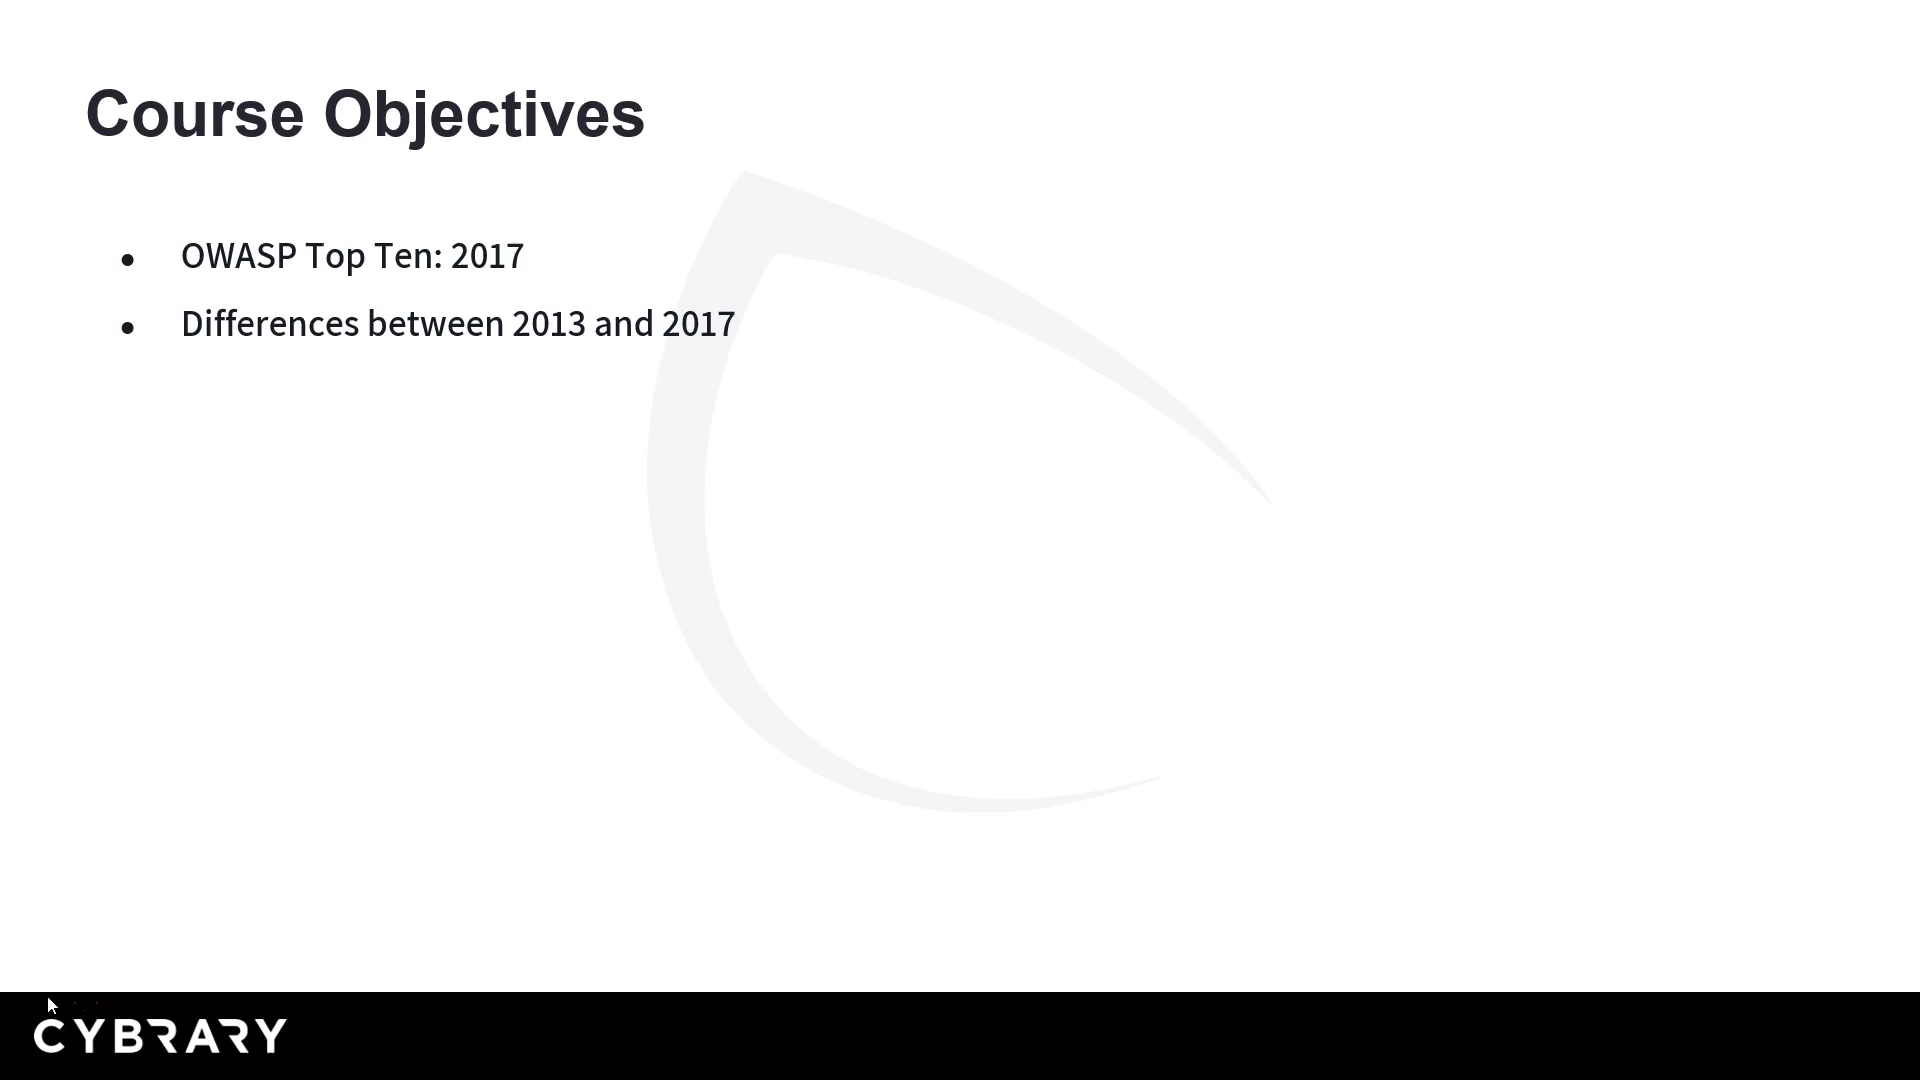 Course Objectives
● OWASP Top Ten: 2017
● Differences between 2013 and 2017
CYBRARY